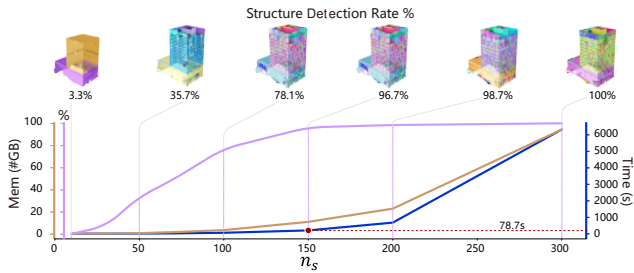 Structure Detection Rate %
3.3% 35.7% 78.1% 96.7% 98.7% 100%
%
100
80
60
40
20
0
Mem (#GB)
6000
5000
4000
3000
2000
1000
0
Time (s)
78.7s
0 50 100 150 200 250 300
n_s